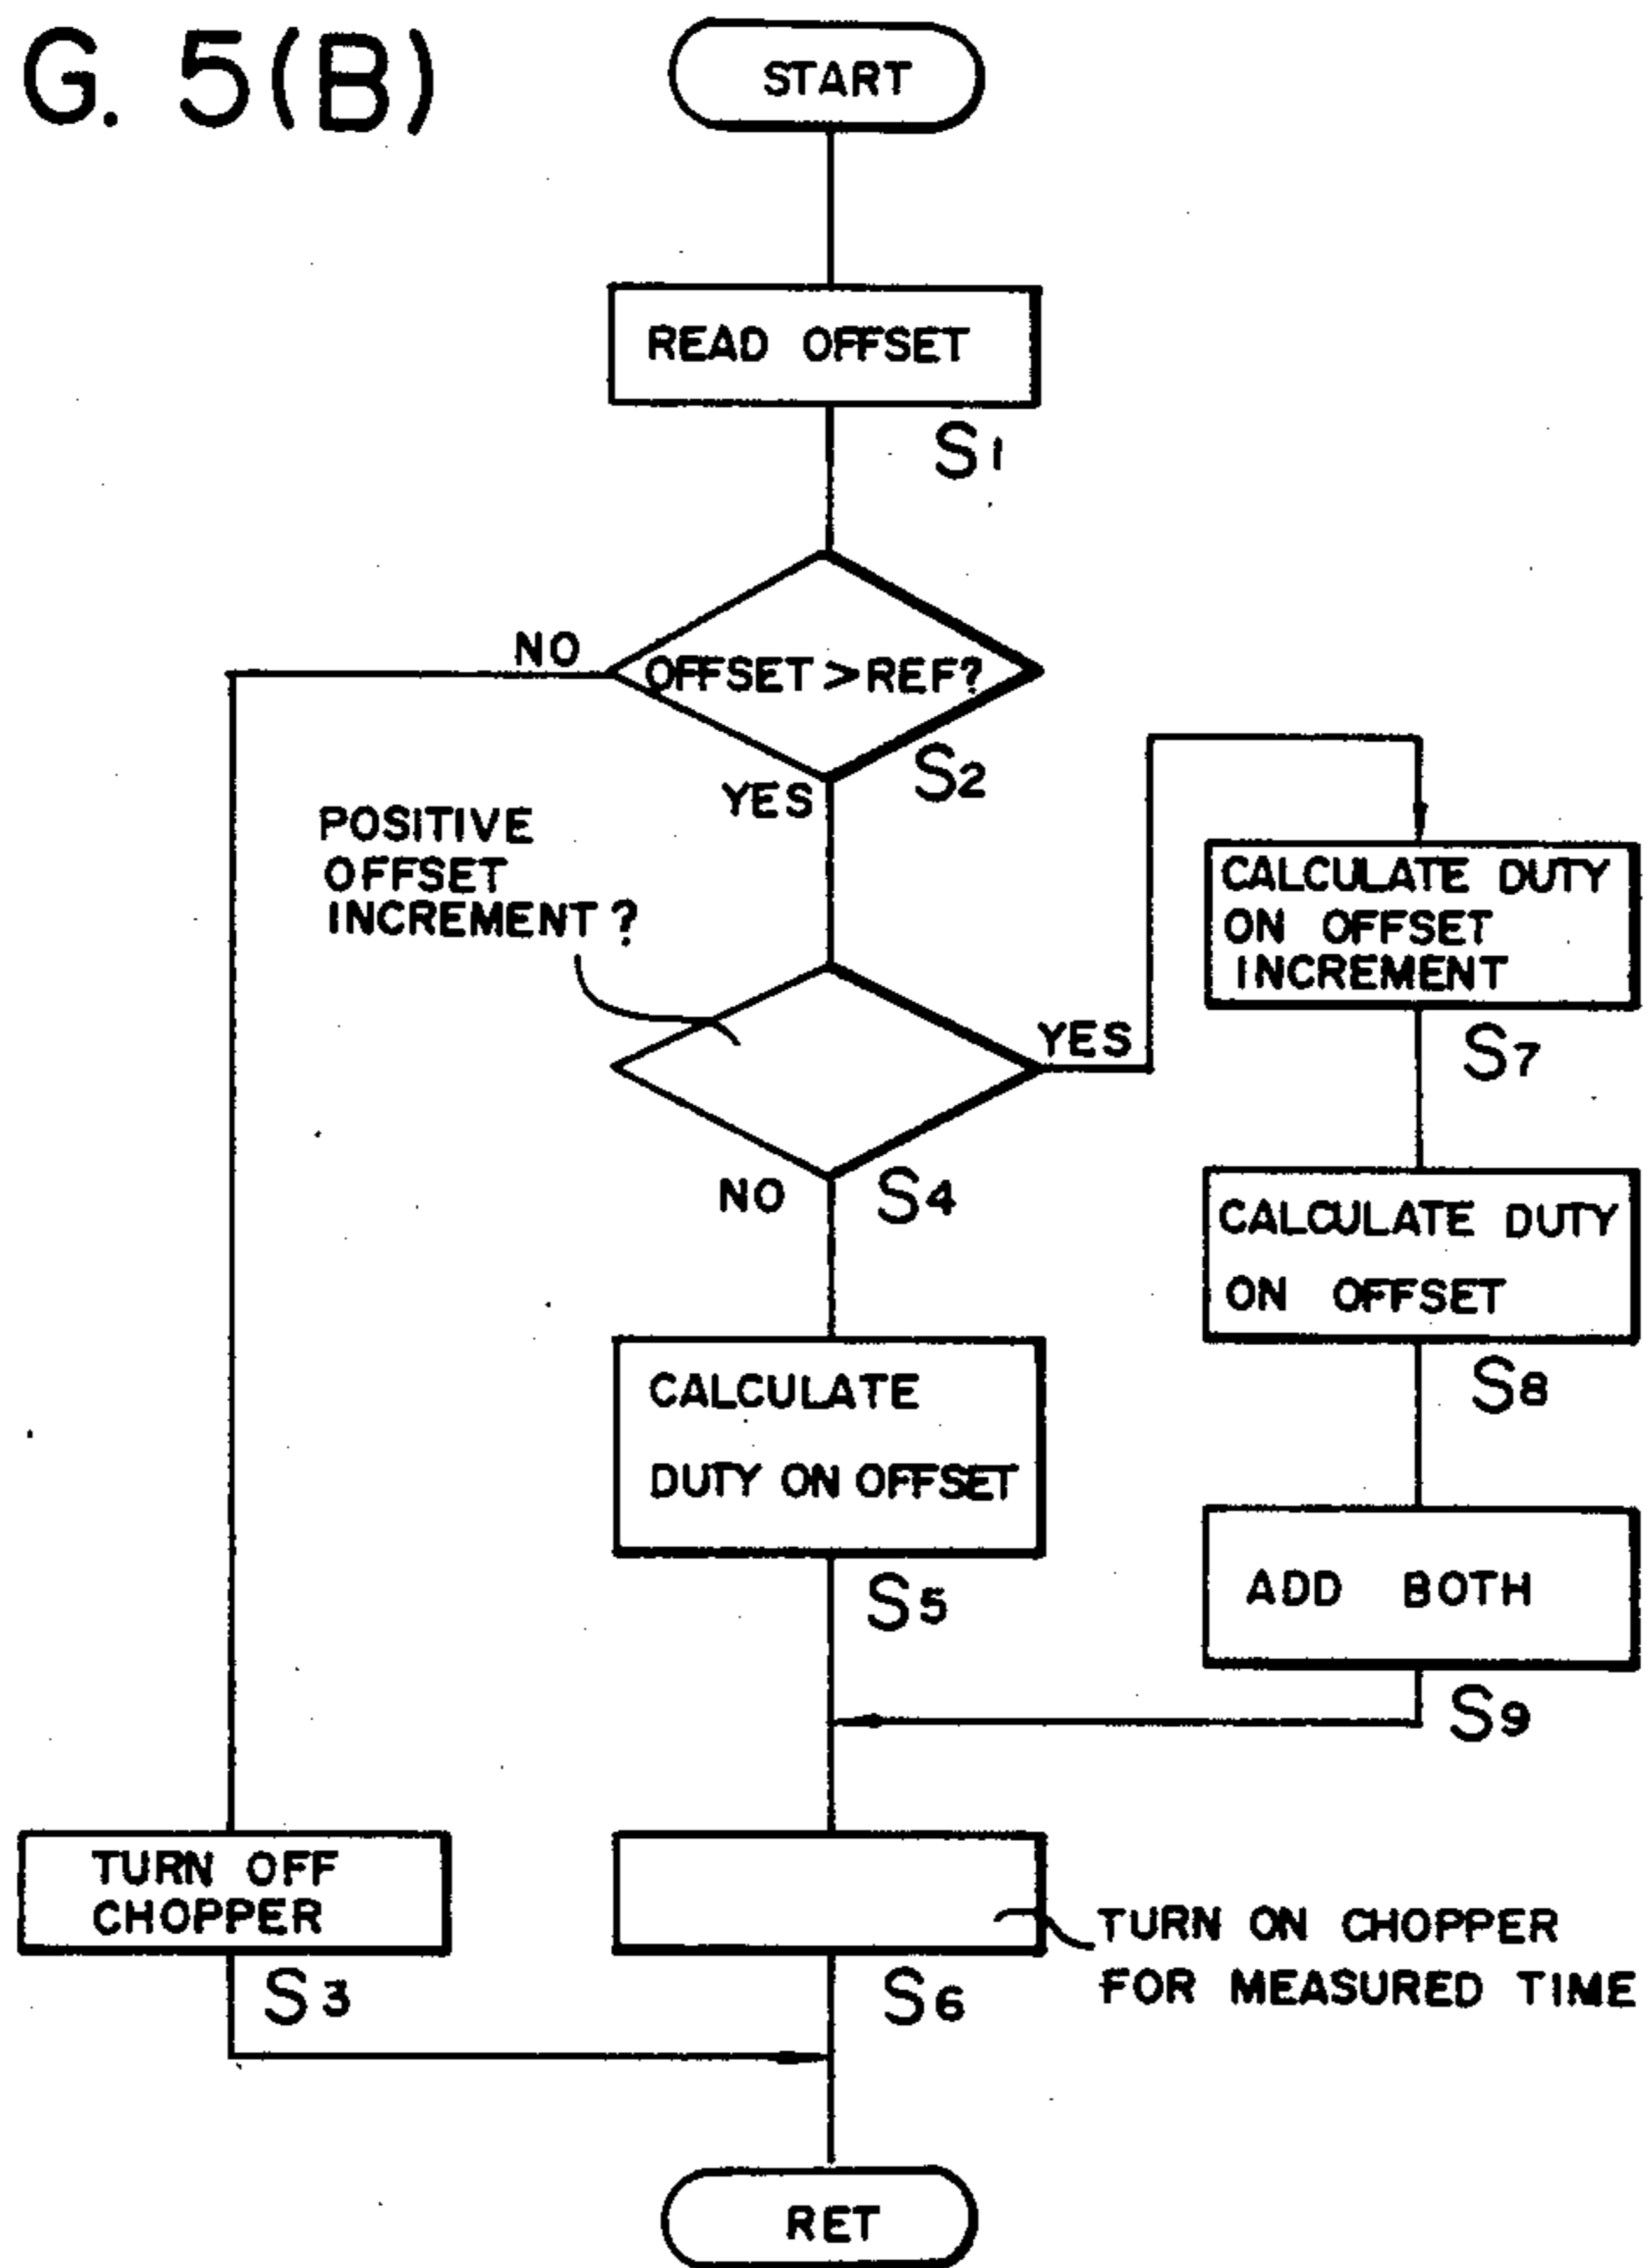 G. 5(B)
START
READ OFFSET
S1
OFFSET > REF?
NO
YES
S2
POSITIVE
OFFSET
INCREMENT ?
YES
NO
S4
CALCULATE DUTY
ON OFFSET
INCREMENT
S7
CALCULATE DUTY
ON OFFSET
S8
CALCULATE
DUTY ON OFFSET
S5
ADD BOTH
S9
TURN OFF
CHOPPER
S3
S6
TURN ON CHOPPER
FOR MEASURED TIME
RET